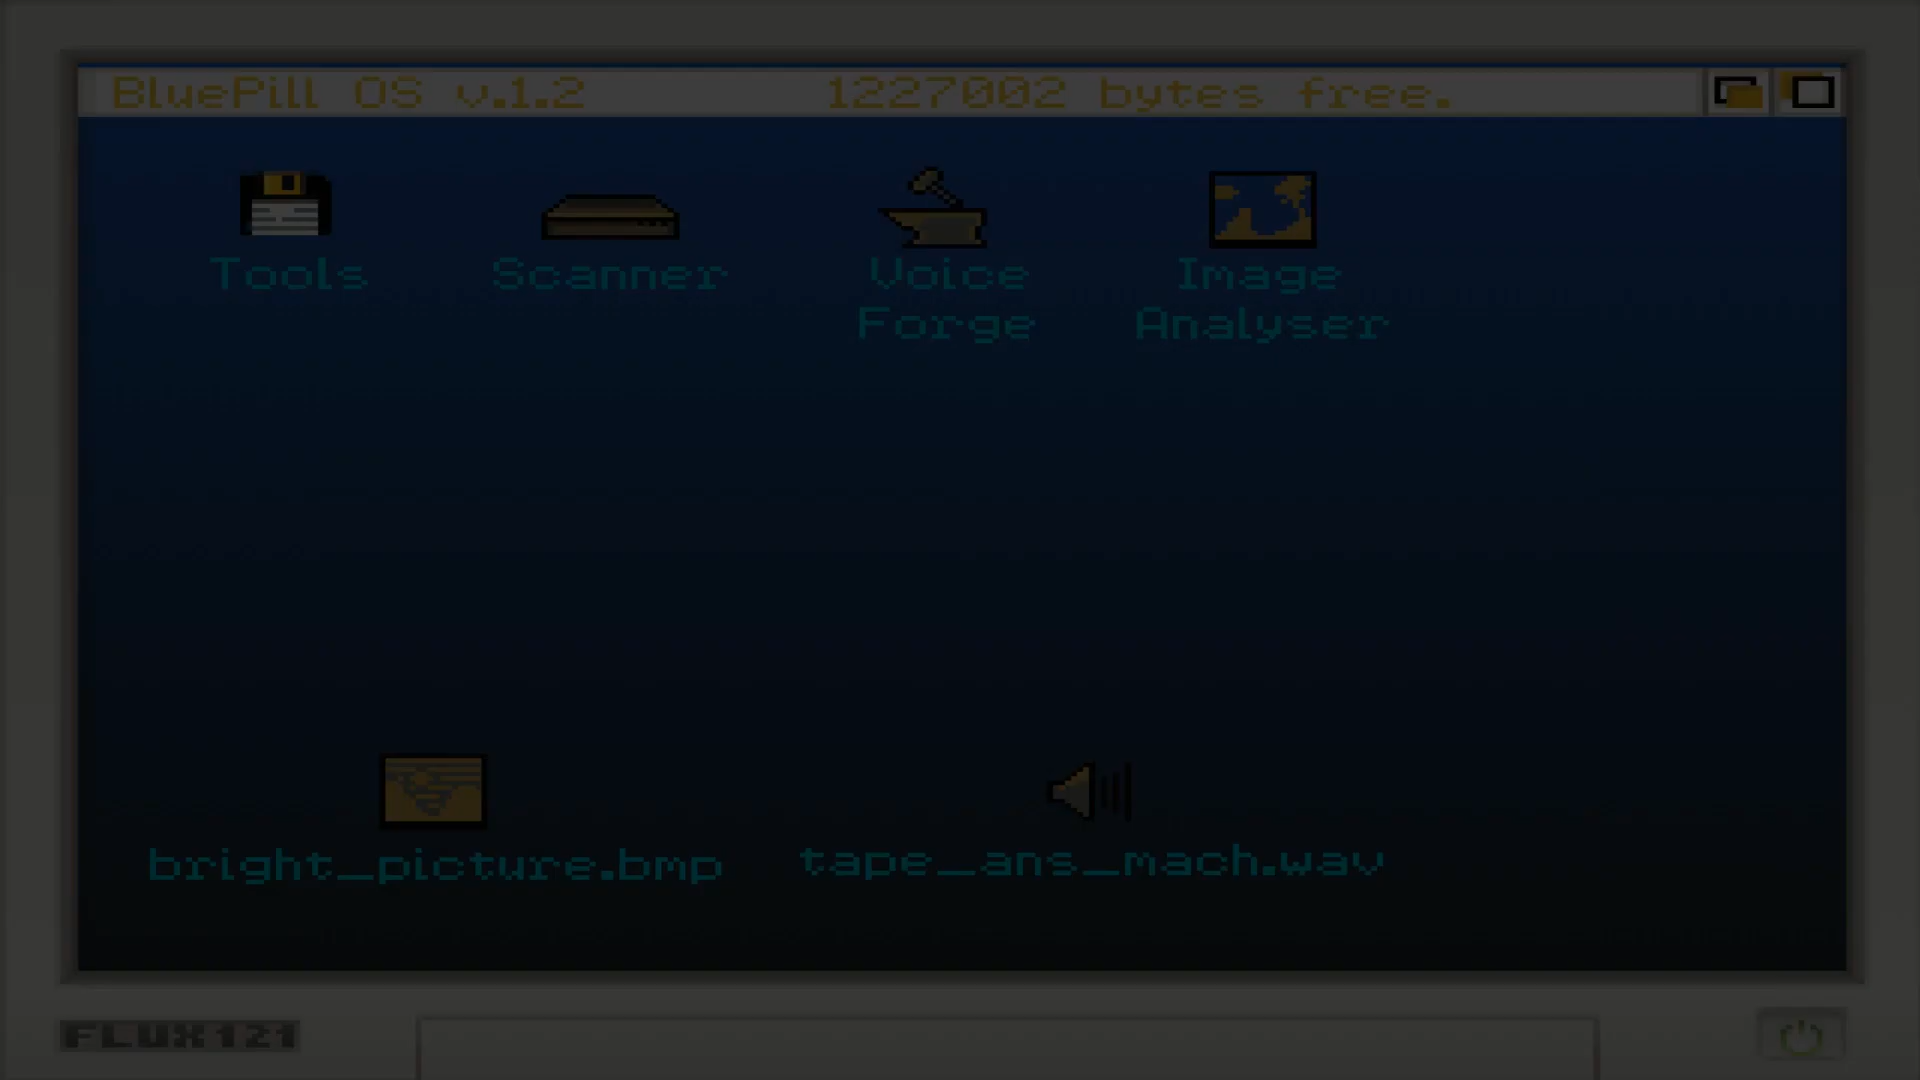 BluePill OS v.1.2 1227002 bytes free.
Tools Scanner Voice Forge Image Analyser
bright_picture.bmp tape_ans_mach.wav
FLUX121